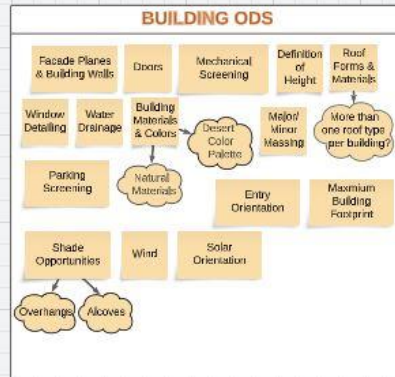 BUILDING ODS
Facade Planes
& Building Walls
Doors
Mechanical
Screening
Definition
of
Height
Roof
Forms &
Materials
Window
Detailing
Water
Drainage
Building
Materials
& Colors
Desert
Color
Palette
Major/
Minor
Massing
More than
one roof type
per building?
Parking
Screening
Natural
Materials
Entry
Orientation
Maxmium
Building
Footprint
Shade
Opportunities
Wind
Solar
Orientation
Overhangs
Alcoves